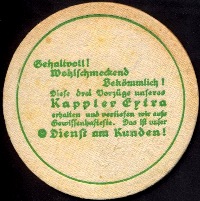 Gehaltvoll!
Wohlschmeckend
Bekömmlich!
Diese drei Vorzüge unseres
Kappler Extra
erhalten und vertiefen wir aufs
Gewissenhafteste. Das ist unser
Dienst am Kunden!